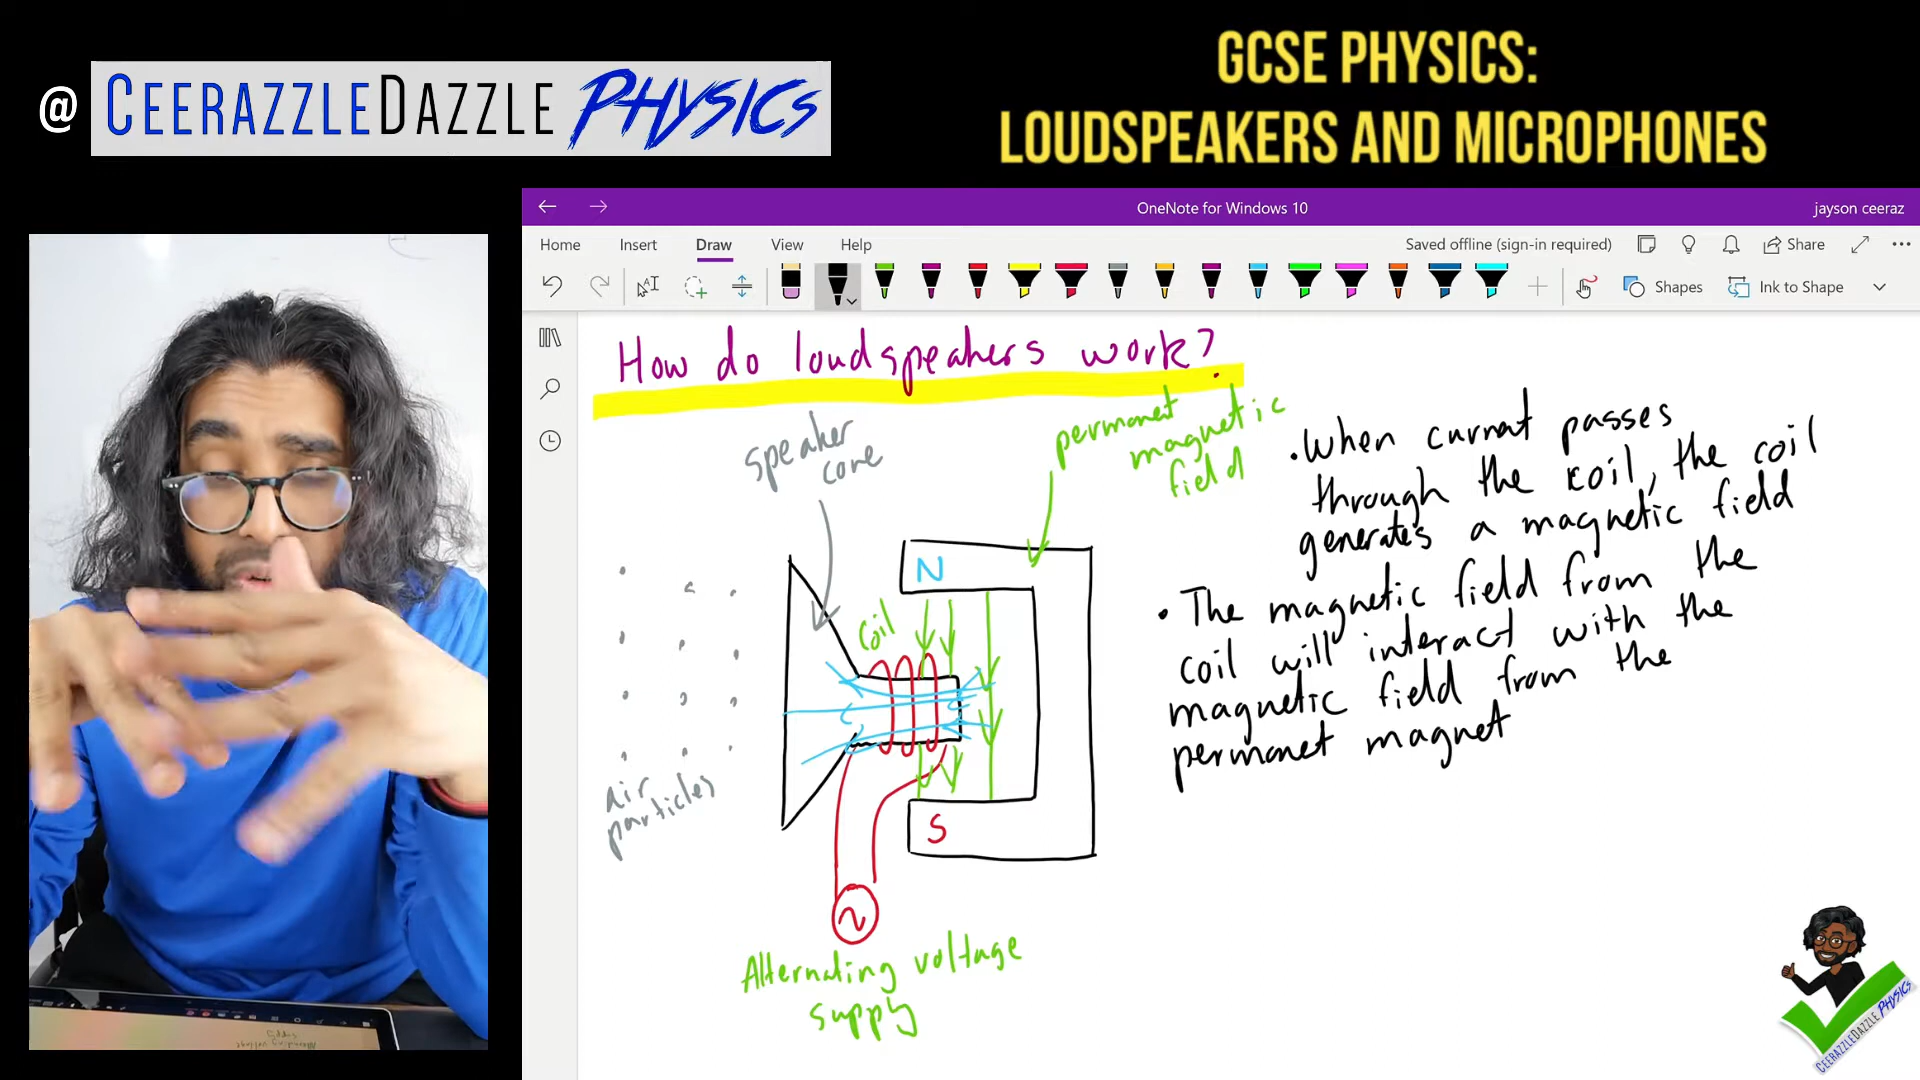 @ CEERAZZLEDAZZLE PHYSICS
GCSE PHYSICS:
LOUDSPEAKERS AND MICROPHONES
OneNote for Windows 10
jayson ceeraz
Home Insert Draw View Help
Saved offline (sign-in required)
Share
Shapes
Ink to Shape
How do loudspeakers work?
speaker
cone
permanent
magnetic
field
N
coil
S
air
particles
Alternating voltage
supply
• When current passes
through the coil, the coil
generates a magnetic field
• The magnetic field from the
coil will interact with the
magnetic field from the
permanet magnet
CEERAZZLEDAZZLE PHYSICS